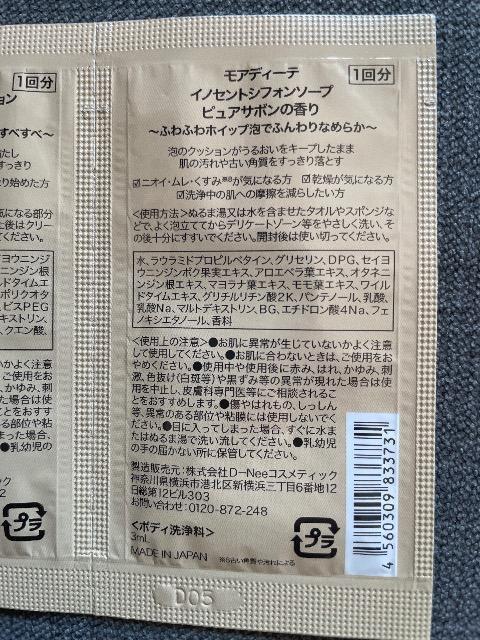 1回分
モアディーテ
イノセントシフォンソープ
ピュアサボンの香り
〜ふわふわホイップ泡でふんわりなめらか〜
泡のクッションがうるおいをキープしたまま
肌の汚れや古い角質をすっきり落とす
☑ニオイ・ムレ・くすみ※5が気になる方 ☑乾燥が気になる方
☑洗浄中の肌への摩擦を減らしたい方
<使用方法>ぬるま湯又は水を含ませたタオルやスポンジな
どで、よく泡立ててからデリケートゾーン等をやさしく洗い、そ
の後十分にすすいでください。開封後は使い切ってください。
水、ラウラミドプロピルベタイン、グリセリン、DPG、セイヨ
ウニンジンボク果実エキス、アロエベラ葉エキス、オタネニ
ンジン根エキス、マヨラナ葉エキス、モモ葉エキス、ワイル
ドタイムエキス、グリチルリチン酸2K、パンテノール、乳酸、
乳酸Na、マルトデキストリン、BG、エチドロン酸4Na、フェ
ノキシエタノール、香料
<使用上の注意>●お肌に異常が生じていないかよく注意
して使用してください。●お肌に合わないときは、ご使用をお
やめください。●使用中や使用後に赤み、はれ、かゆみ、刺
激、色抜け(白斑等)や黒ずみ等の異常が現れた場合は使
用を中止し、皮膚科専門医等にご相談されるこ
とをおすすめします。●傷やはれもの、しっしん
等、異常のある部位や粘膜には使用しないでく
ださい。●目に入ってしまった場合、すぐに水ま
たはぬるま湯で洗い流してください。●乳幼児
の手の届かない所に保管してください。
製造販売元:株式会社D-Neeコスメティック
神奈川県横浜市港北区新横浜三丁目6番地12
日総第12ビル303
お問い合わせ:0120-872-248
<ボディ洗浄料>
3mL
MADE IN JAPAN
※5古い角質や汚れによる
プラ
4 560309 833731
D05
1回分
すべすべ〜
プラ